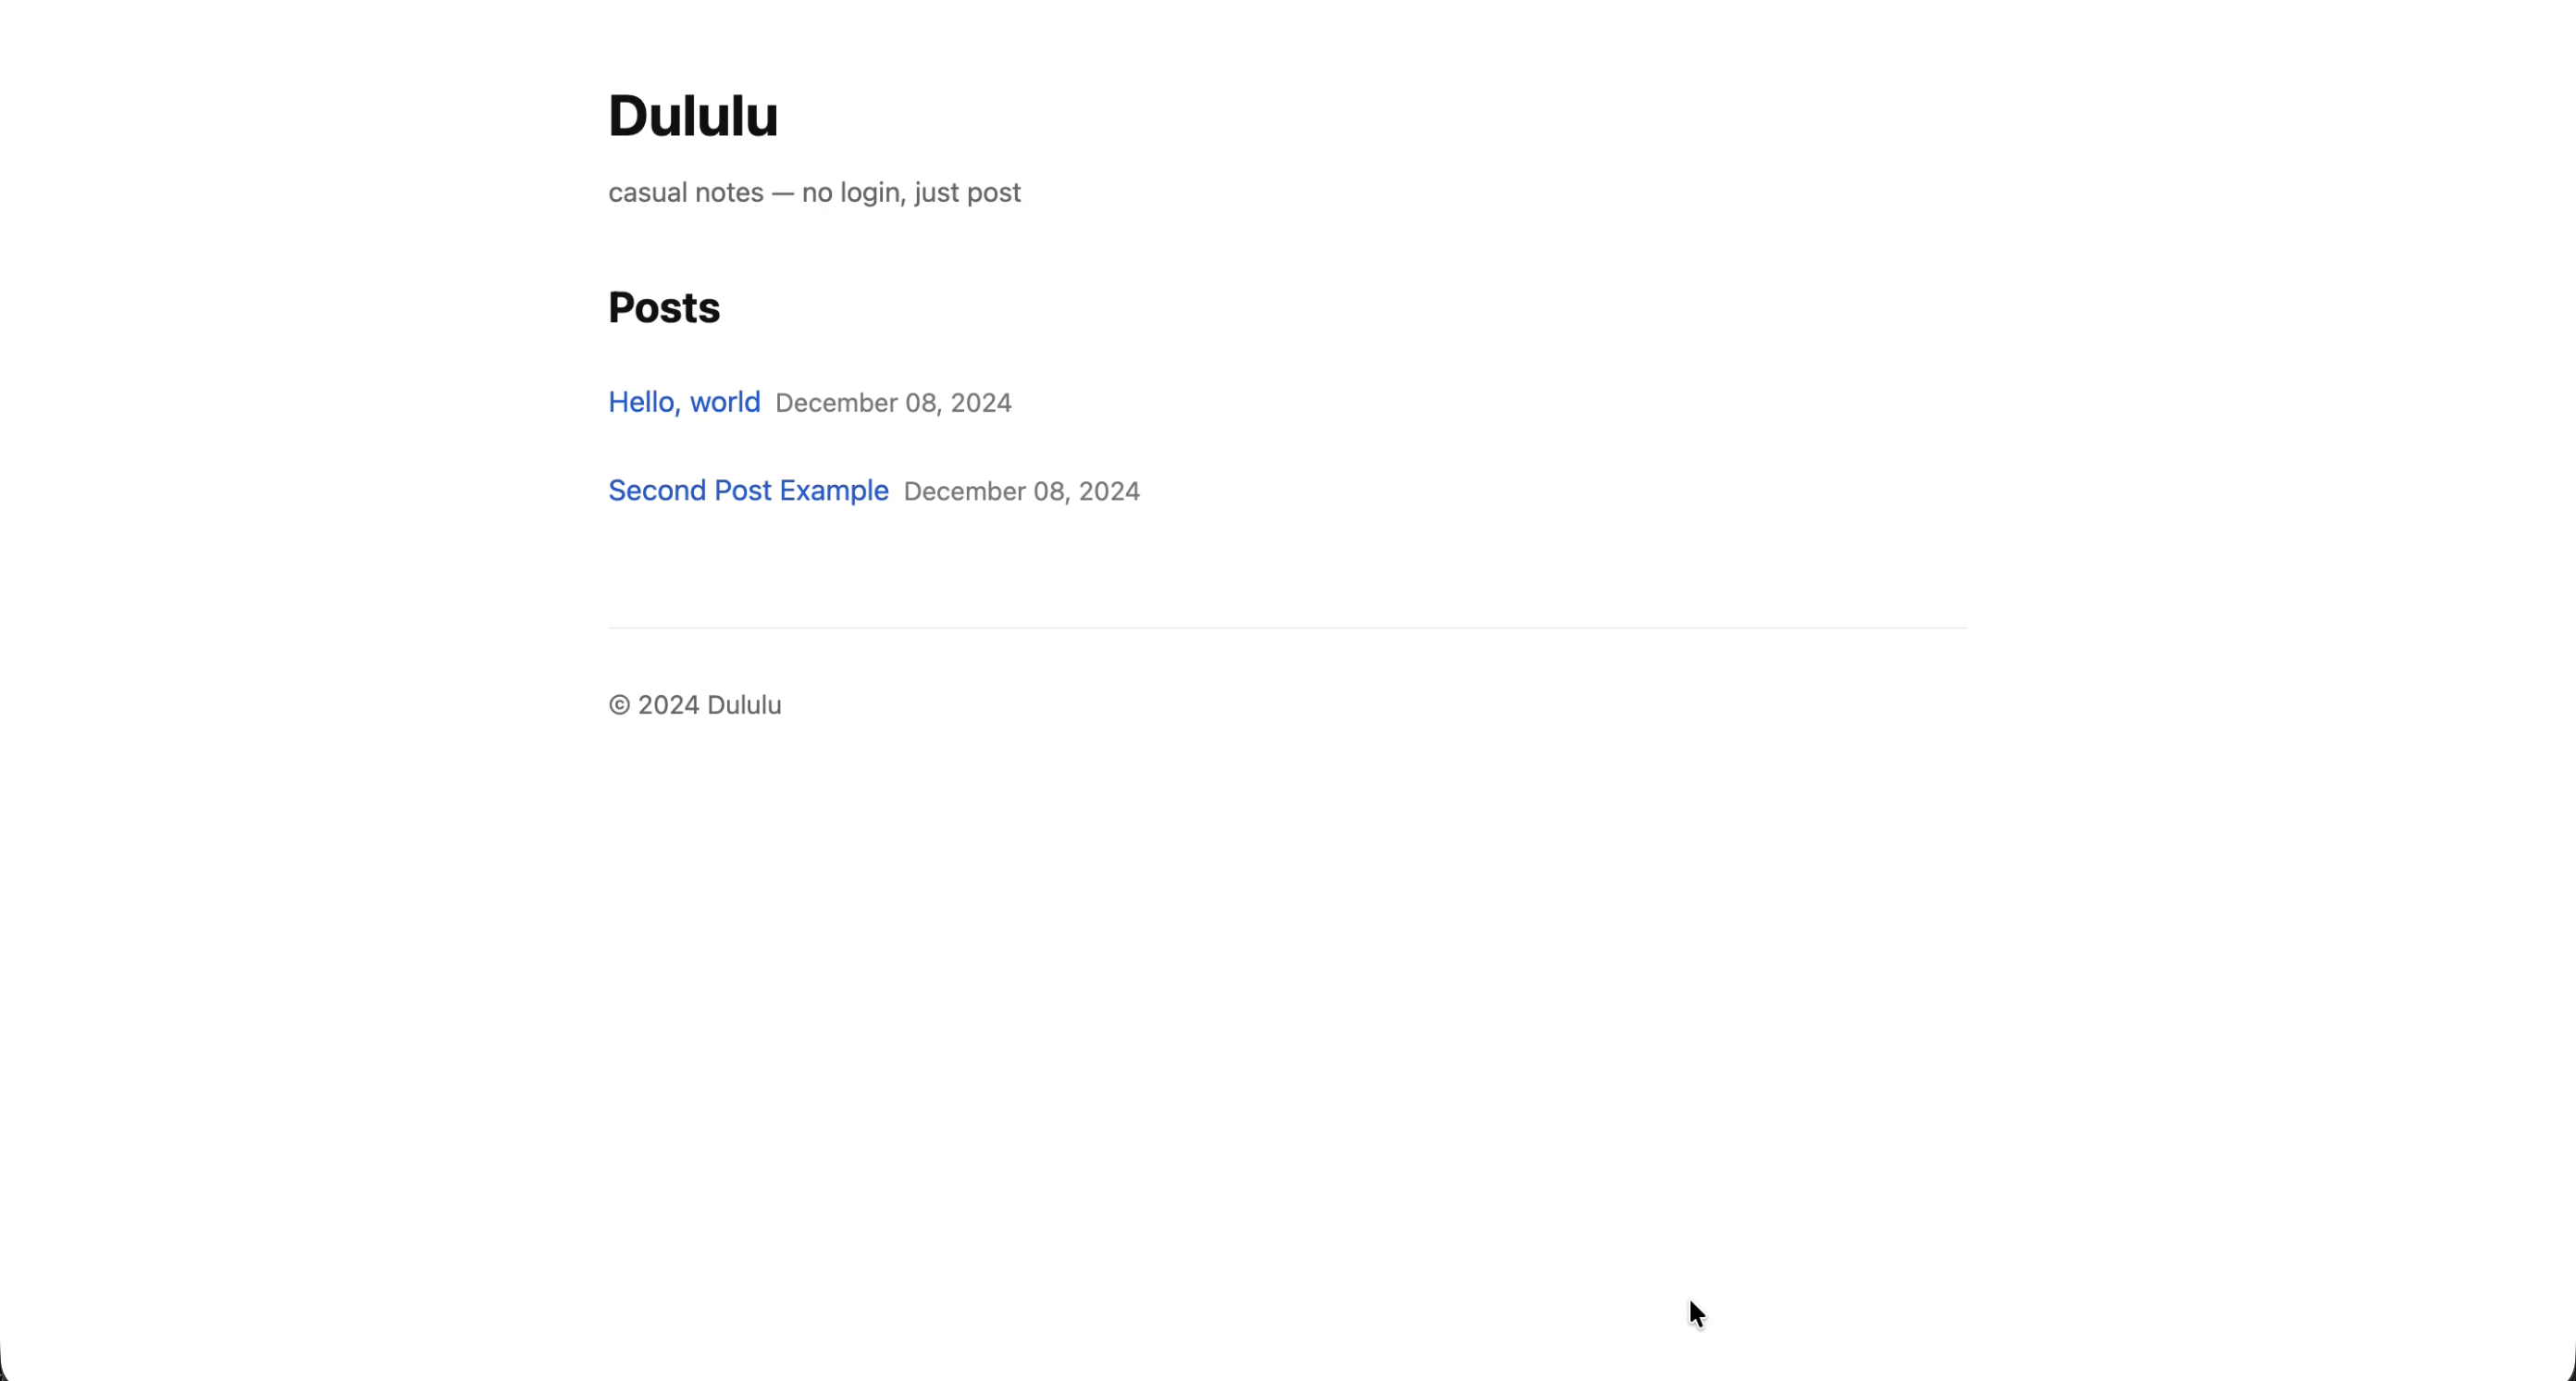 Dululu
casual notes — no login, just post
Posts
Hello, world December 08, 2024
Second Post Example December 08, 2024
© 2024 Dululu